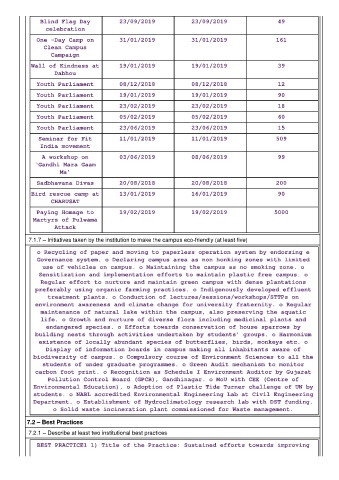 Blind Flag Day celebration 23/09/2019 23/09/2019 49
One -Day Camp on Clean Campus Campaign 31/01/2019 31/01/2019 161
Wall of Kindness at Dabhou 19/01/2019 19/01/2019 39
Youth Parliament 08/12/2018 08/12/2018 12
Youth Parliament 19/01/2019 19/01/2019 90
Youth Parliament 23/02/2019 23/02/2019 18
Youth Parliament 05/02/2019 05/02/2019 60
Youth Parliament 23/06/2019 23/06/2019 15
Seminar for Fit India movement 11/01/2019 11/01/2019 509
A workshop on 'Gandhi Mara Gaam Ma' 03/06/2019 08/06/2019 99
Sadbhavana Divas 20/08/2018 20/08/2018 200
Bird rescue camp at CHARUSAT 13/01/2019 16/01/2019 90
Paying Homage to Martyrs of Pulwama Attack 19/02/2019 19/02/2019 5000
7.1.7 – Initiatives taken by the institution to make the campus eco-friendly (at least five)
o Recycling of paper and moving to paperless operation system by endorsing e
Governance system. o Declaring campus area as non honking zones with limited
use of vehicles on campus. o Maintaining the campus as no smoking zone. o
Sensitization and implementation efforts to maintain plastic free campus. o
Regular effort to nurture and maintain green campus with dense plantations
preferably using organic farming practices. o Indigenously developed effluent
treatment plants. o Conduction of lectures/sessions/workshops/STTPs on
environment awareness and climate change for university fraternity. o Regular
maintenance of natural lake within the campus, also preserving the aquatic
life. o Growth and nurture of diverse flora including medicinal plants and
endangered species. o Efforts towards conservation of house sparrows by
building nests through activities undertaken by students' groups. o Harmonium
existence of locally abundant species of butterflies, birds, monkeys etc. o
Display of information boards in campus making all inhabitants aware of
biodiversity of campus. o Compulsory course of Environment Sciences to all the
students of under graduate programmes. o Green Audit mechanism to monitor
carbon foot print. o Recognition as Schedule I Environment Auditor by Gujarat
Pollution Control Board (GPCB), Gandhinagar. o MoU with CEE (Centre of
Environmental Education). o Adoption of Plastic Tide Turner challenge of UN by
students. o NABL accredited Environmental Engineering Lab at Civil Engineering
Department. o Establishment of Hydroclimatology research lab with DST funding.
o Solid waste incineration plant commissioned for Waste management.
7.2 – Best Practices
7.2.1 – Describe at least two institutional best practices
BEST PRACTICE1 1) Title of the Practice: Sustained efforts towards improving